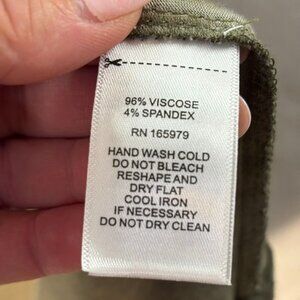 96% VISCOSE
4% SPANDEX
RN 165979
HAND WASH COLD
DO NOT BLEACH
RESHAPE AND
DRY FLAT
COOL IRON
IF NECESSARY
DO NOT DRY CLEAN